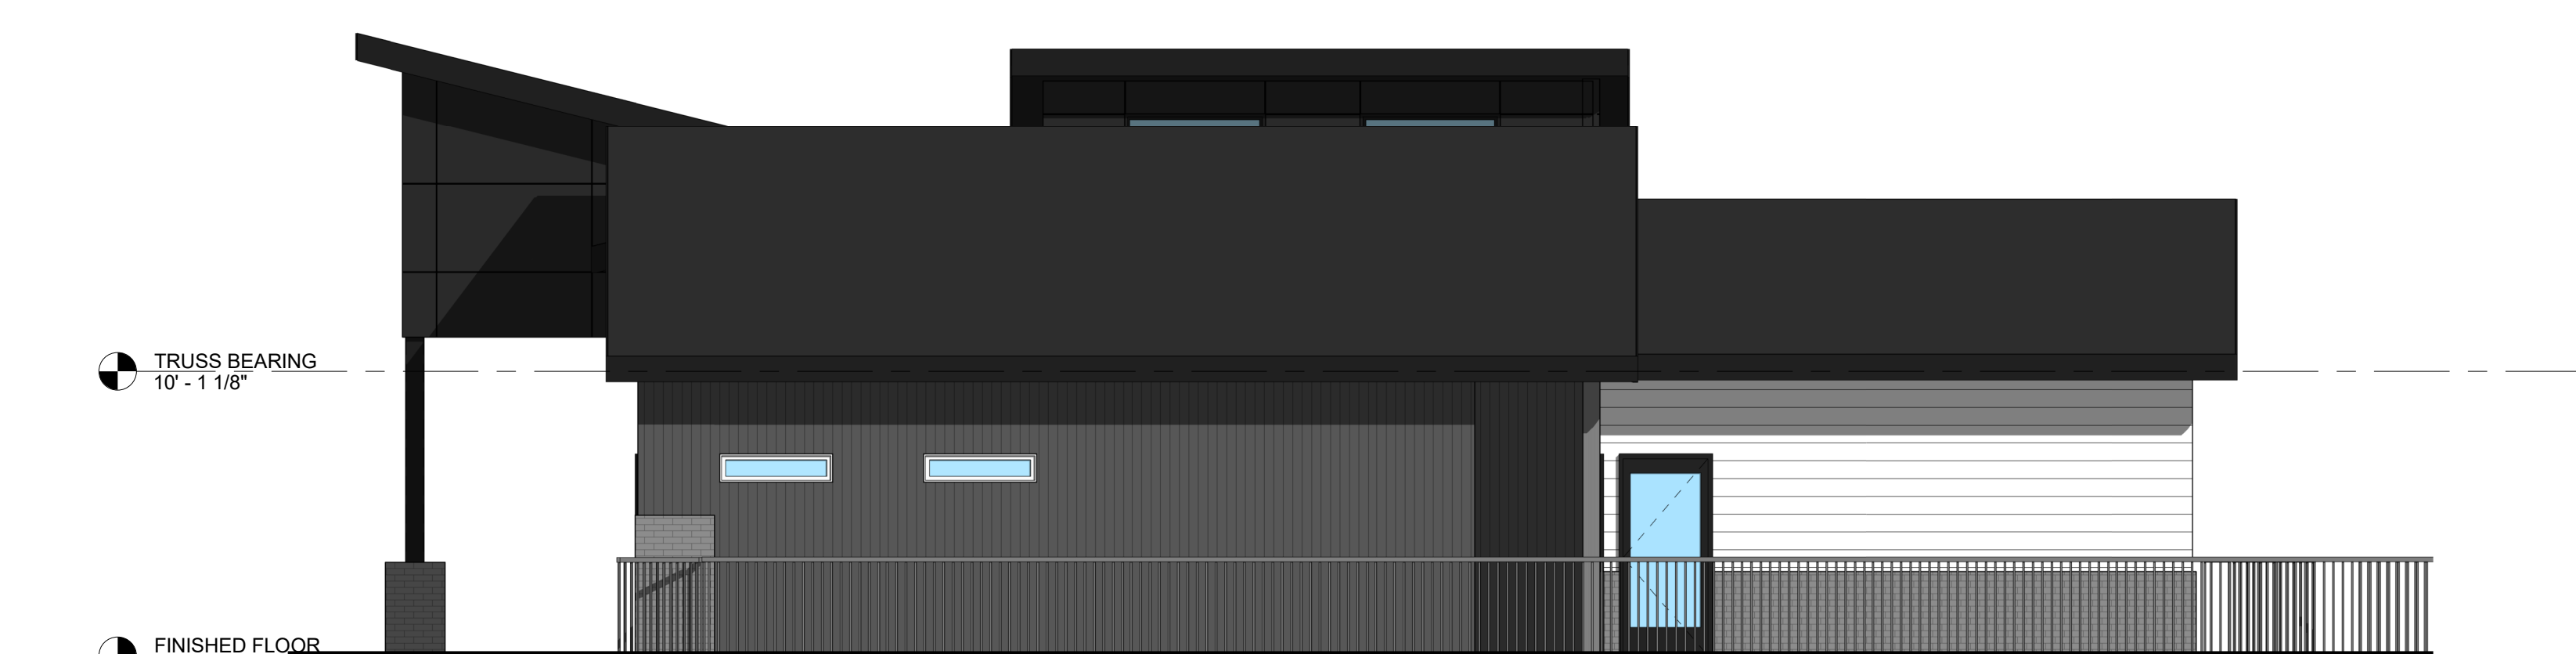 TRUSS BEARING
10' - 1 1/8"
FINISHED FLOOR